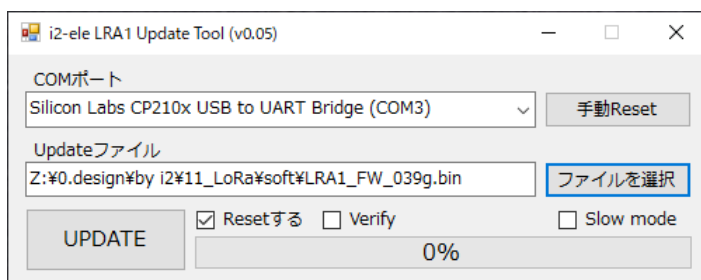 i2-ele LRA1 Update Tool (v0.05)
COMポート
Silicon Labs CP210x USB to UART Bridge (COM3)
手動Reset
Updateファイル
Z:¥0.design¥by i2¥11_LoRa¥soft¥LRA1_FW_039g.bin
ファイルを選択
UPDATE
Resetする
Verify
Slow mode
0%